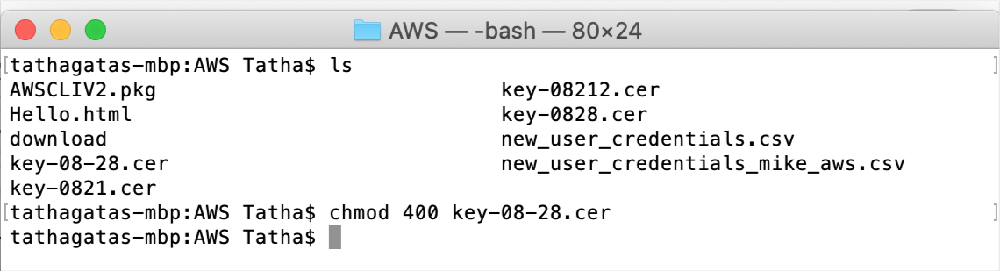 AWS — -bash — 80×24
[tathagatas-mbp:AWS Tatha$ ls ]
AWSCLIV2.pkg key-08212.cer
Hello.html key-0828.cer
download new_user_credentials.csv
key-08-28.cer new_user_credentials_mike_aws.csv
key-0821.cer
[tathagatas-mbp:AWS Tatha$ chmod 400 key-08-28.cer ]
tathagatas-mbp:AWS Tatha$